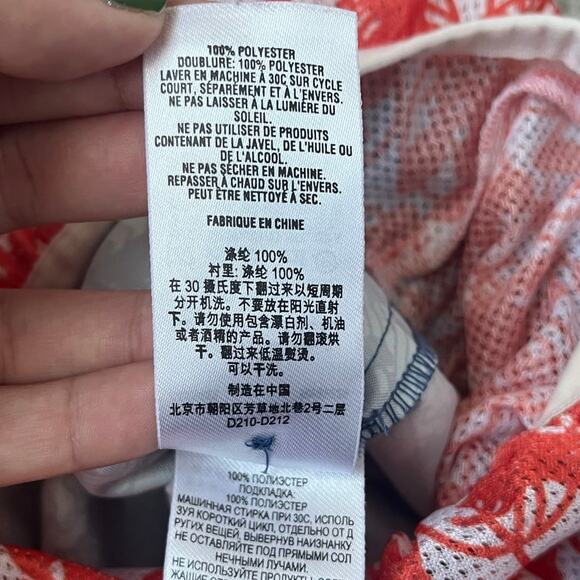 100% POLYESTER
DOUBLURE: 100% POLYESTER
LAVER EN MACHINE À 30C SUR CYCLE
COURT, SÉPARÉMENT ET À L'ENVERS.
NE PAS LAISSER À LA LUMIÈRE DU
SOLEIL.
NE PAS UTILISER DE PRODUITS
CONTENANT DE LA JAVEL, DE L'HUILE OU
DE L'ALCOOL.
NE PAS SÉCHER EN MACHINE.
REPASSER À CHAUD SUR L'ENVERS.
PEUT ÊTRE NETTOYÉ À SEC.
FABRIQUE EN CHINE
涤纶 100%
衬里: 涤纶 100%
在 30 摄氏度下翻过来以短周期
分开机洗。不要放在阳光直射
下。请勿使用包含漂白剂、机油
或者酒精的产品。请勿翻滚烘
干。翻过来低温熨烫。
可以干洗。
制造在中国
北京市朝阳区芳草地北巷2号二层
D210-D212
100% ПОЛИЭСТЕР
ПОДКЛАДКА:
100% ПОЛИЭСТЕР
МАШИННАЯ СТИРКА ПРИ 30С, ИСПОЛЬ
ЗУЯ КОРОТКИЙ ЦИКЛ, ОТДЕЛЬНО ОТ Д
РУГИХ ВЕЩЕЙ, ВЫВЕРНУВ НАИЗНАНКУ
НЕ ОСТАВЛЯЙТЕ ПОД ПРЯМЫМИ СОЛ
НЕЧНЫМИ ЛУЧАМИ.
НЕ ИСПОЛЬЗУЙТЕ